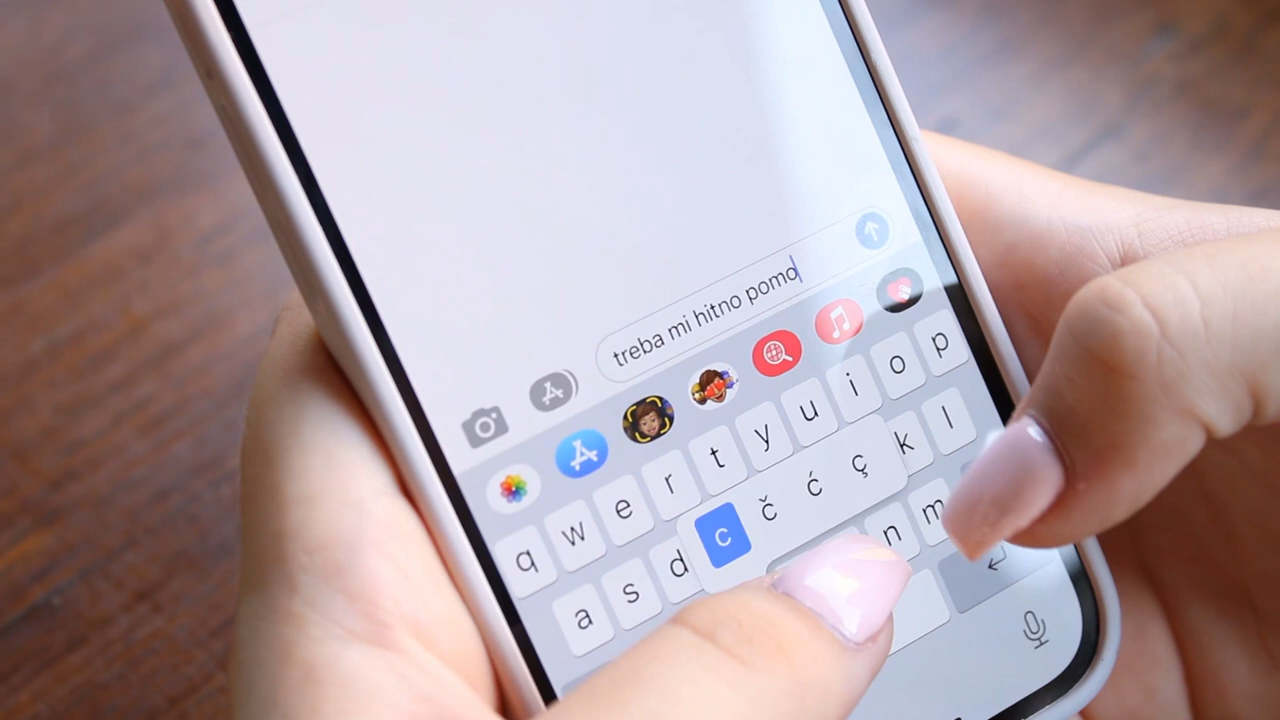 treba mi hitno pomo
q w e r t y u i o p
a s d k l
c č ć ç
n m